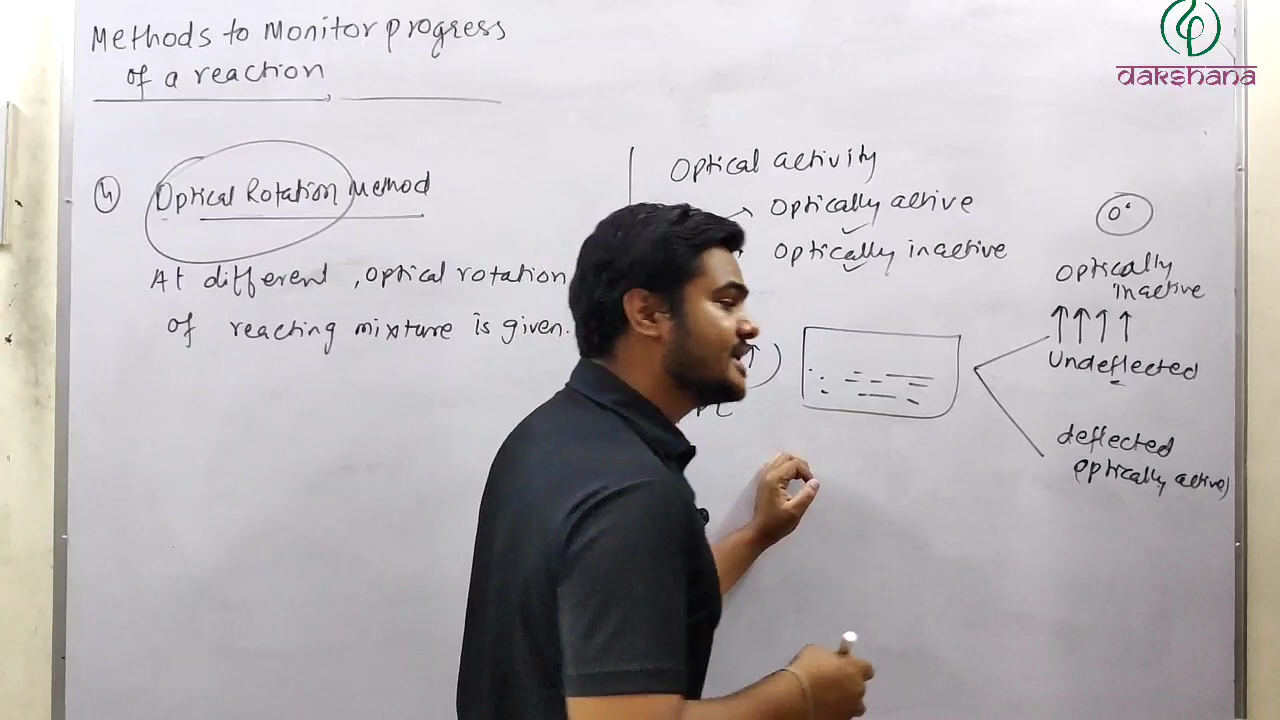 Methods to Monitor progress
of a reaction
4 Optical Rotation Method
At different , optical rotation
of reacting mixture is given.
Optical activity
Optically active
Optically inactive
0°
Optically
inactive
Undeflected
deflected
(optically active)
dakshana